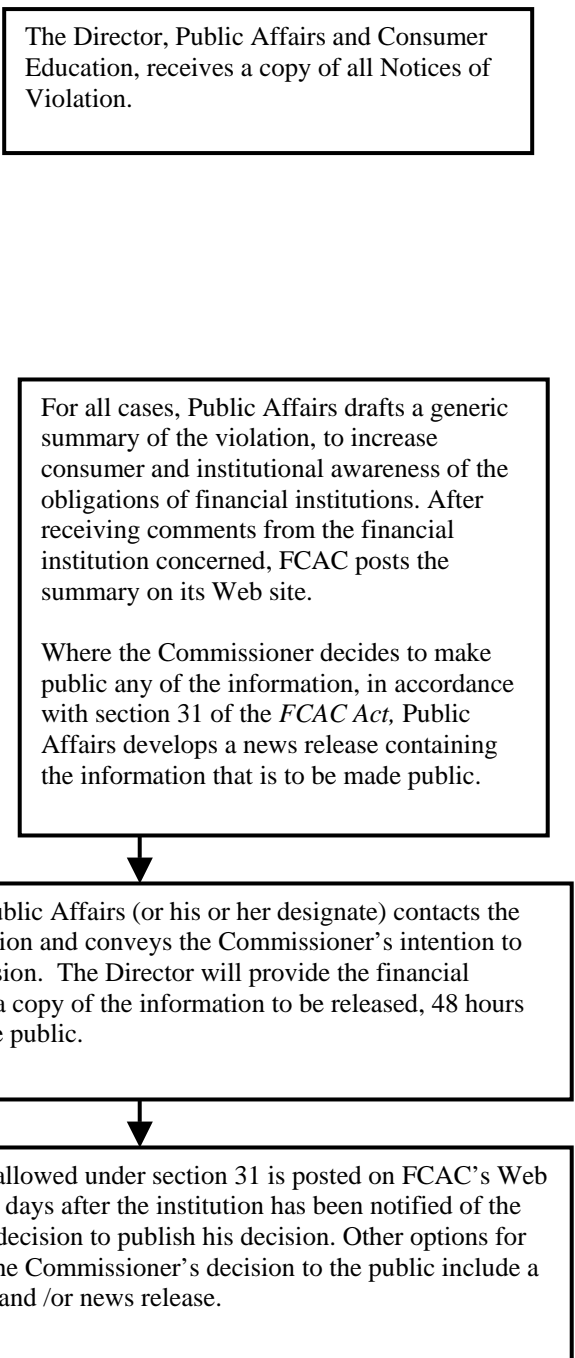 The Director, Public Affairs and Consumer
Education, receives a copy of all Notices of
Violation.
For all cases, Public Affairs drafts a generic
summary of the violation, to increase
consumer and institutional awareness of the
obligations of financial institutions. After
receiving comments from the financial
institution concerned, FCAC posts the
summary on its Web site.
Where the Commissioner decides to make
public any of the information, in accordance
with section 31 of the FCAC Act, Public
Affairs develops a news release containing
the information that is to be made public.
Affairs (or his or her designate) contacts the
and conveys the Commissioner’s intention to
The Director will provide the financial
a copy of the information to be released, 48 hours
public.
allowed under section 31 is posted on FCAC’s Web
days after the institution has been notified of the
decision to publish his decision. Other options for
the Commissioner’s decision to the public include a
and /or news release.